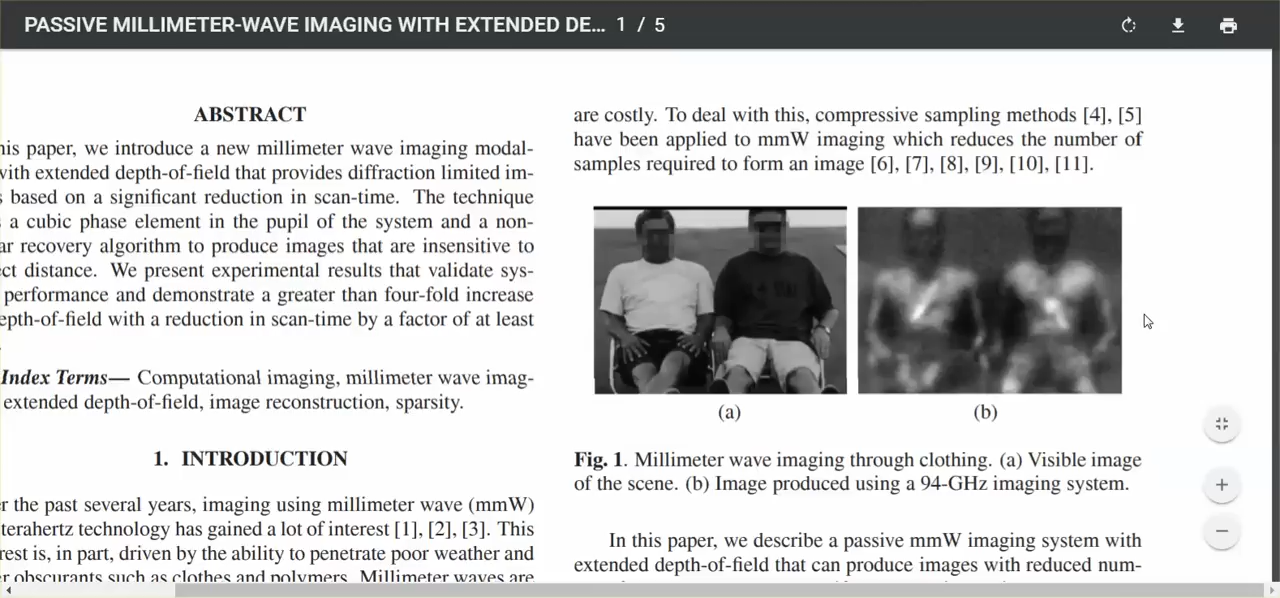 PASSIVE MILLIMETER-WAVE IMAGING WITH EXTENDED DE... 1 / 5
ABSTRACT
his paper, we introduce a new millimeter wave imaging modal-
with extended depth-of-field that provides diffraction limited im-
s based on a significant reduction in scan-time. The technique
s a cubic phase element in the pupil of the system and a non-
ar recovery algorithm to produce images that are insensitive to
ct distance. We present experimental results that validate sys-
performance and demonstrate a greater than four-fold increase
epth-of-field with a reduction in scan-time by a factor of at least
Index Terms— Computational imaging, millimeter wave imag-
extended depth-of-field, image reconstruction, sparsity.
1. INTRODUCTION
r the past several years, imaging using millimeter wave (mmW)
terahertz technology has gained a lot of interest [1], [2], [3]. This
rest is, in part, driven by the ability to penetrate poor weather and
r obscurants such as clothes and polymers. Millimeter waves are
are costly. To deal with this, compressive sampling methods [4], [5]
have been applied to mmW imaging which reduces the number of
samples required to form an image [6], [7], [8], [9], [10], [11].
(a) (b)
Fig. 1. Millimeter wave imaging through clothing. (a) Visible image
of the scene. (b) Image produced using a 94-GHz imaging system.
In this paper, we describe a passive mmW imaging system with
extended depth-of-field that can produce images with reduced num-